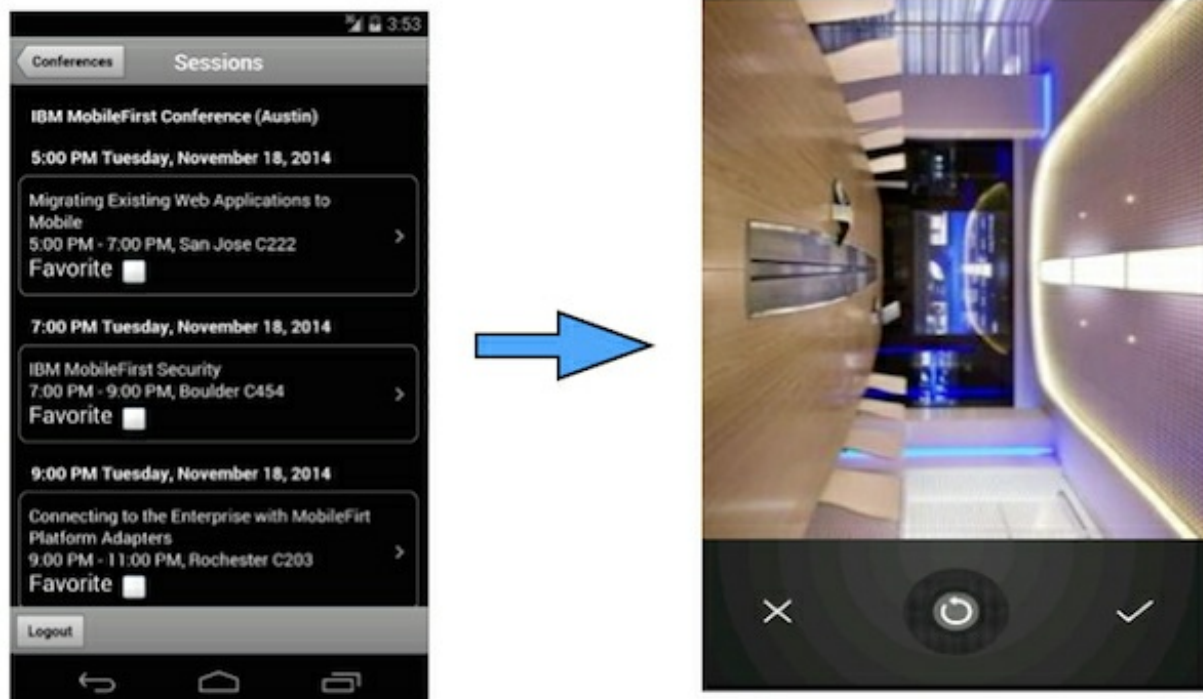 3:53
Conferences
Sessions
IBM MobileFirst Conference (Austin)
5:00 PM Tuesday, November 18, 2014
Migrating Existing Web Applications to
Mobile
5:00 PM - 7:00 PM, San Jose C222
Favorite
7:00 PM Tuesday, November 18, 2014
IBM MobileFirst Security
7:00 PM - 9:00 PM, Boulder C454
Favorite
9:00 PM Tuesday, November 18, 2014
Connecting to the Enterprise with MobileFirt
Platform Adapters
9:00 PM - 11:00 PM, Rochester C203
Favorite
Logout